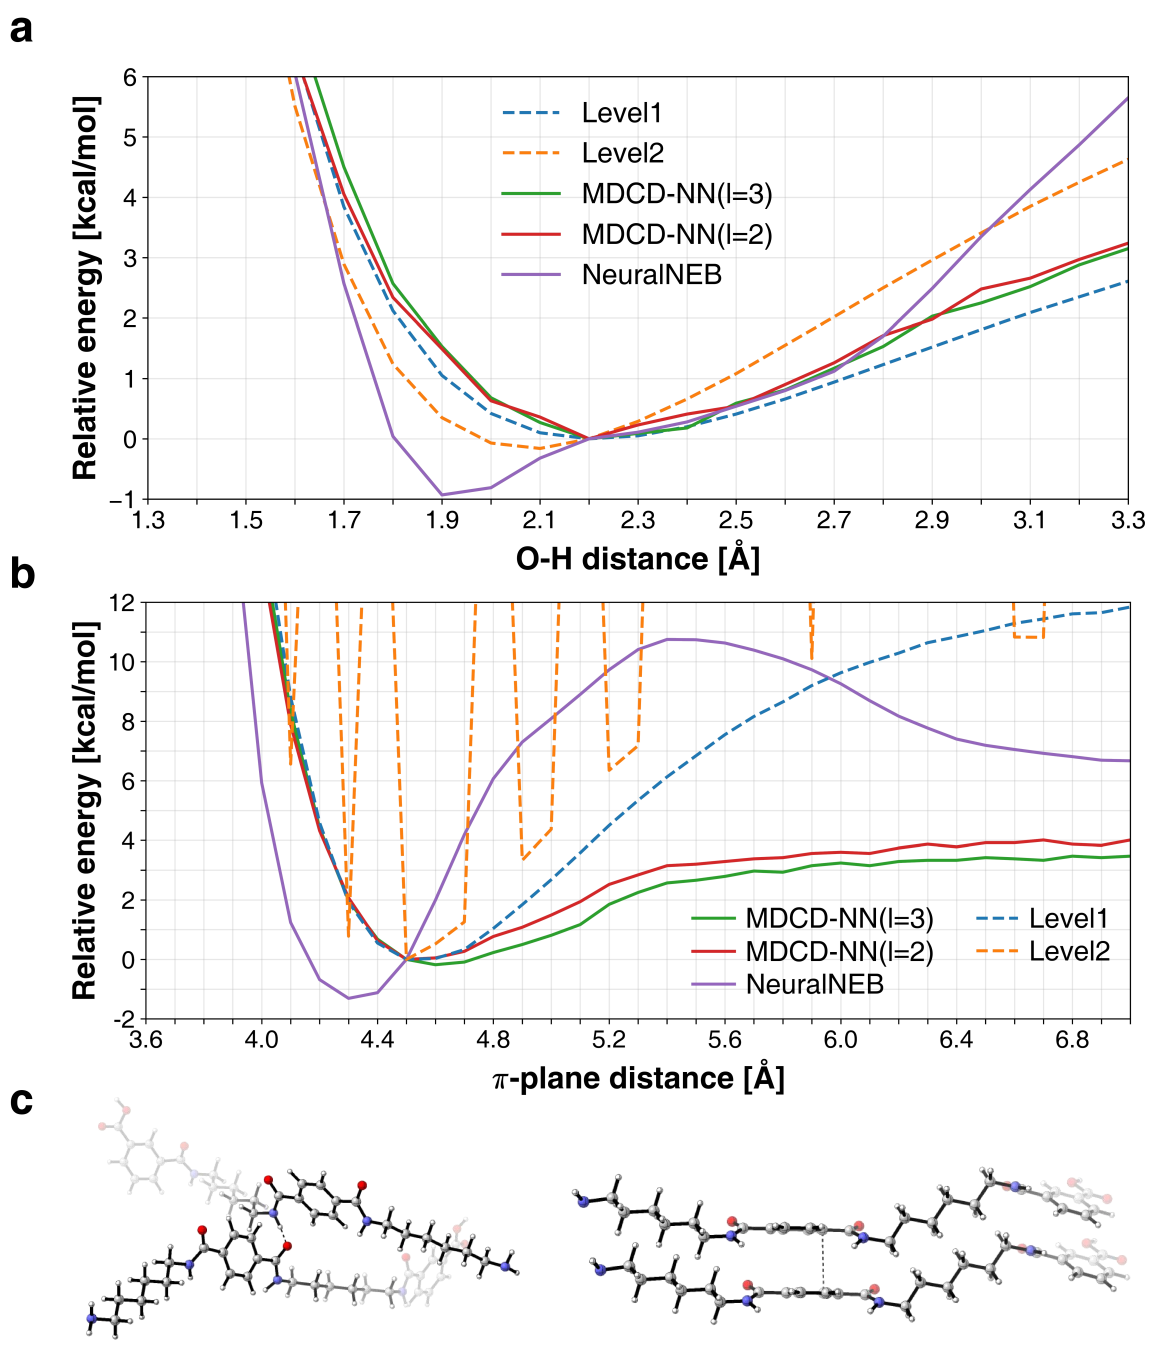 a
6
5
4
3
2
1
0
−1
Relative energy [kcal/mol]
Level1
Level2
MDCD-NN(l=3)
MDCD-NN(l=2)
NeuralNEB
1.3 1.5 1.7 1.9 2.1 2.3 2.5 2.7 2.9 3.1 3.3
O-H distance [Å]
b
12
10
8
6
4
2
0
-2
Relative energy [kcal/mol]
MDCD-NN(l=3) Level1
MDCD-NN(l=2) Level2
NeuralNEB
3.6 4.0 4.4 4.8 5.2 5.6 6.0 6.4 6.8
π-plane distance [Å]
c